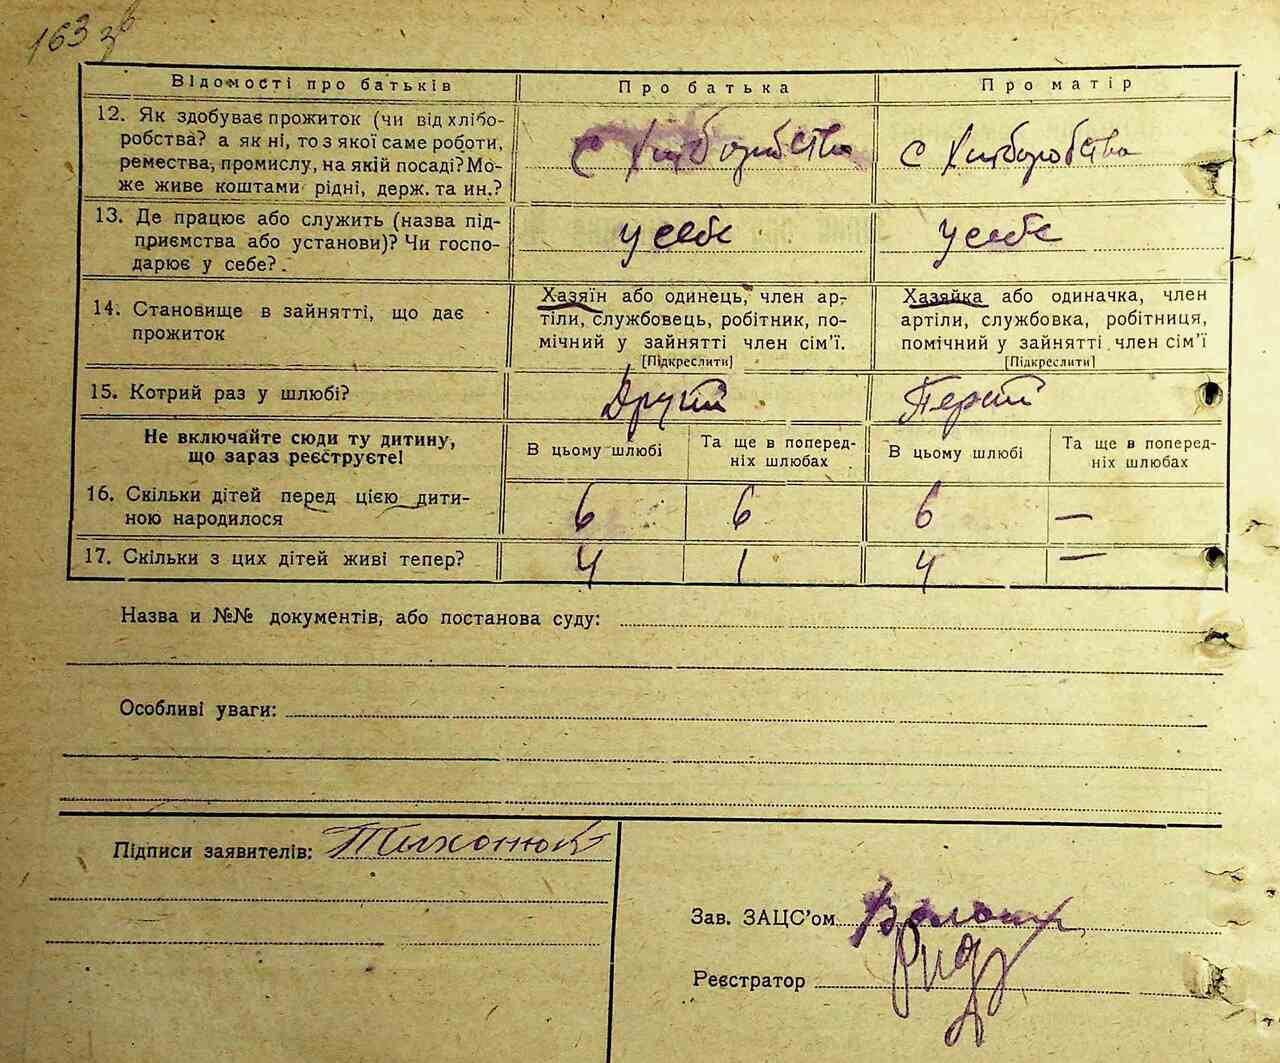 163 зв
Відомості про батьків
Про батька
Про матір
12. Як здобуває прожиток (чи від хлібо-
робства? а як ні, то з якої саме роботи,
ремества, промислу, на якій посаді? Мо-
же живе коштами рідні, держ. та ин.?
с Хліборобства
с Хліборобства
13. Де працює або служить (назва під-
приємства або установи)? Чи госпо-
дарює у себе?
у себе
у себе
14. Становище в зайнятті, що дає
прожиток
Хазяїн або одинець, член ар-
тіли, службовець, робітник, по-
мічний у зайнятті член сім'ї.
[Підкреслити]
Хазяйка або одиначка, член
артіли, службовка, робітниця,
помічний у зайнятті член сім'ї
[Підкреслити]
15. Котрий раз у шлюбі?
Другий
Перший
Не включайте сюди ту дитину,
що зараз реєструєте!
В цьому шлюбі
Та ще в поперед-
ніх шлюбах
В цьому шлюбі
Та ще в поперед-
ніх шлюбах
16. Скільки дітей перед цією дити-
ною народилося
6
6
6
—
17. Скільки з цих дітей живі тепер?
4
1
4
—
Назва и №№ документів, або постанова суду:
Особливі уваги:
Підписи заявителів: Тихонюк
Зав. ЗАЦС'ом
Реєстратор